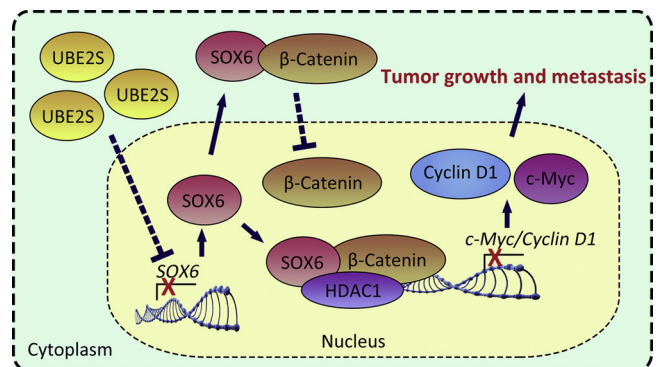 UBE2S
UBE2S
UBE2S
SOX6
β-Catenin
Tumor growth and metastasis
β-Catenin
Cyclin D1
c-Myc
SOX6
SOX6
c-Myc/Cyclin D1
SOX6
β-Catenin
HDAC1
Nucleus
Cytoplasm